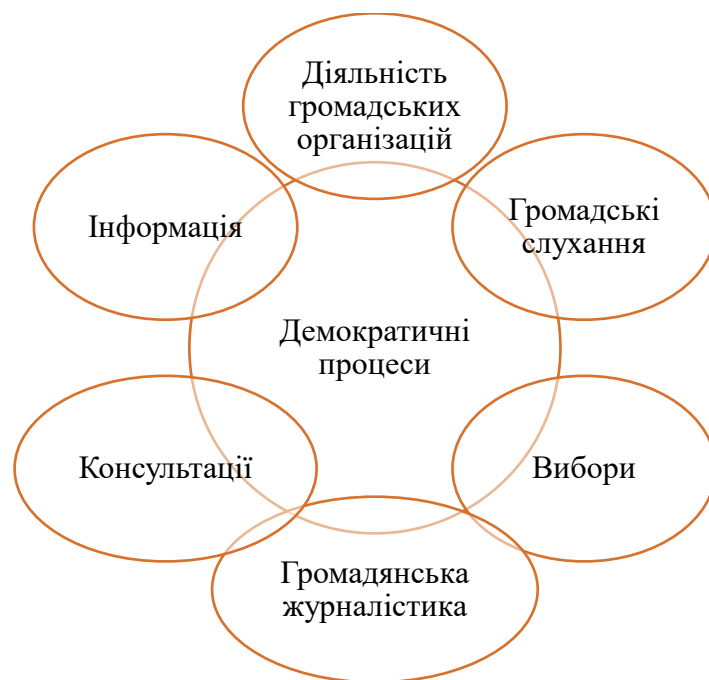 Діяльність
громадських
організацій
Інформація
Громадські
слухання
Демократичні
процеси
Консультації
Вибори
Громадянська
журналістика